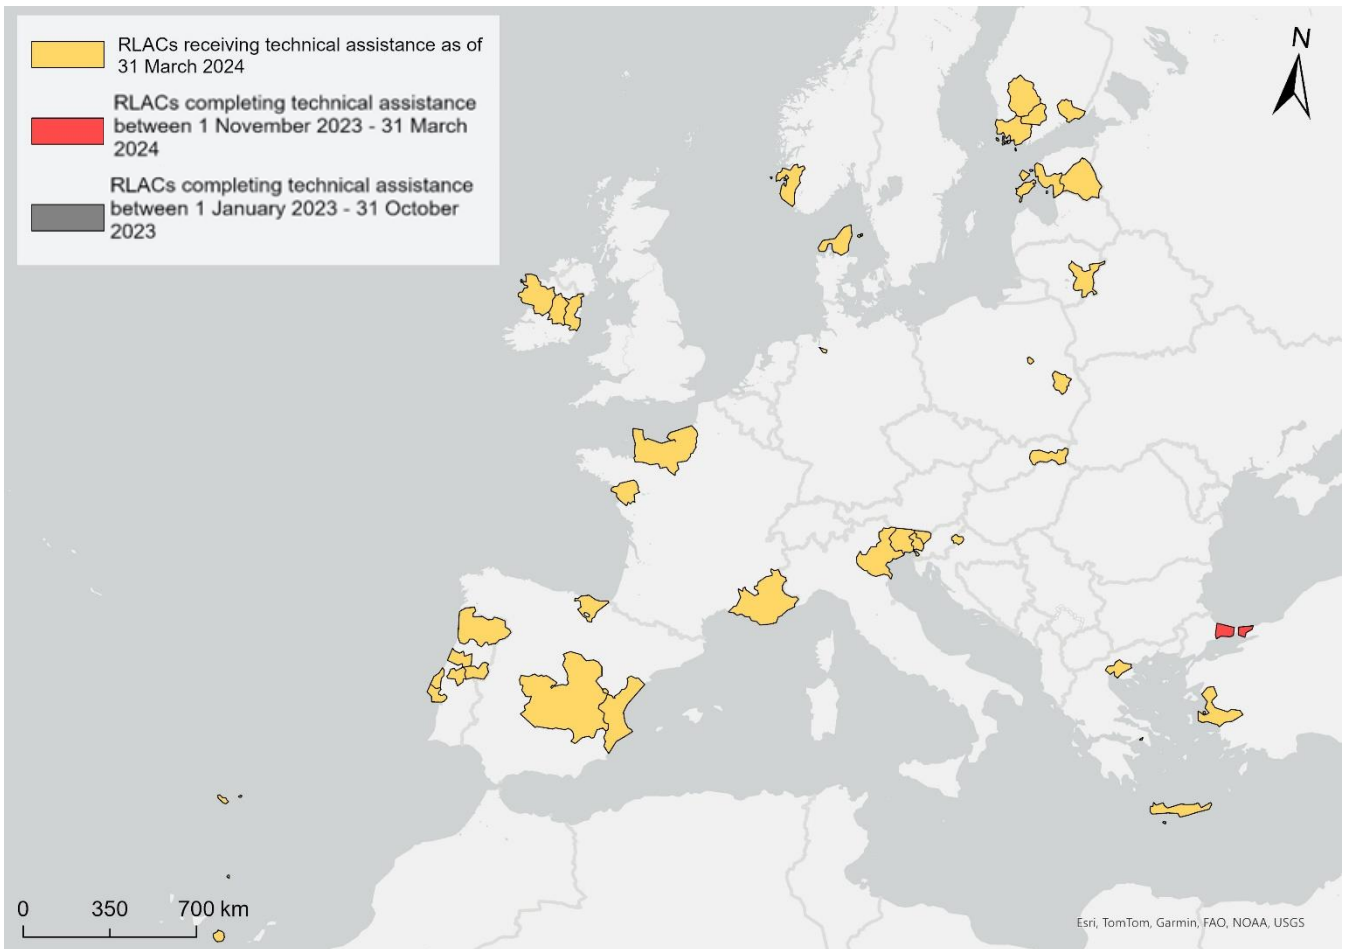 RLACs receiving technical assistance as of
31 March 2024
RLACs completing technical assistance
between 1 November 2023 - 31 March
2024
RLACs completing technical assistance
between 1 January 2023 - 31 October
2023
N
0 350 700 km
Esri, TomTom, Garmin, FAO, NOAA, USGS